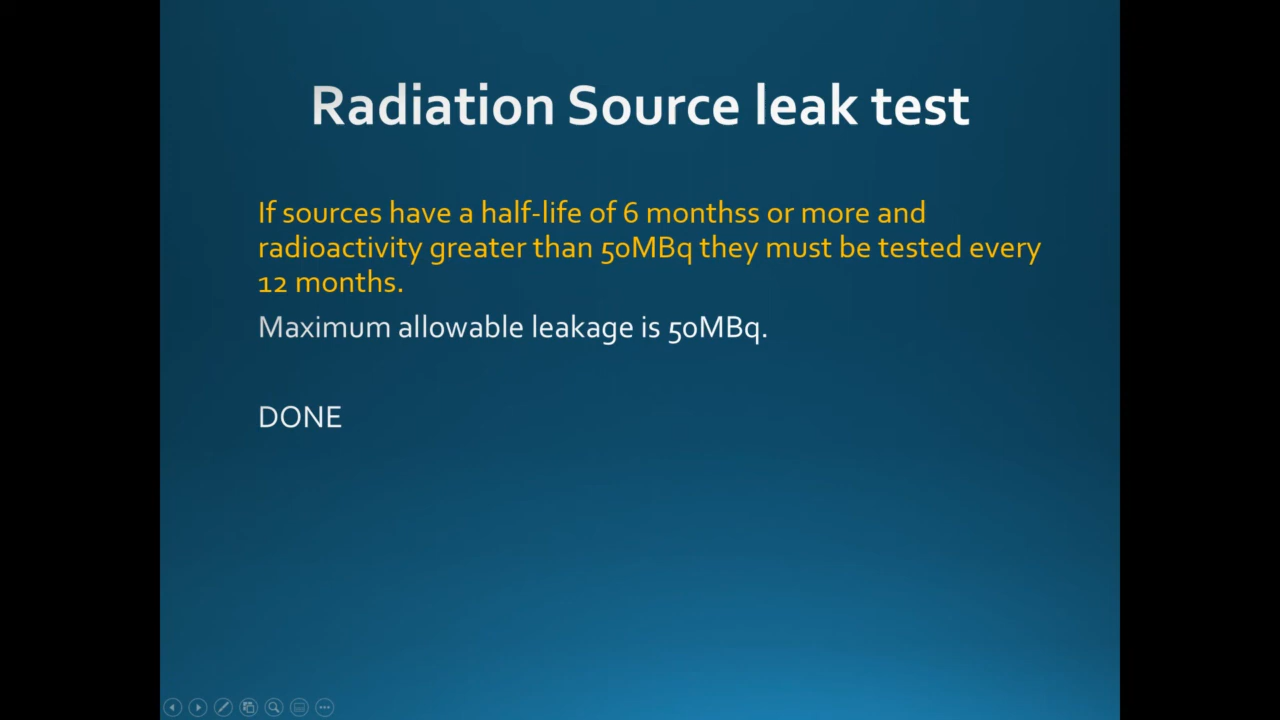 Radiation Source leak test
If sources have a half-life of 6 monthss or more and
radioactivity greater than 50MBq they must be tested every
12 months.
Maximum allowable leakage is 50MBq.
DONE